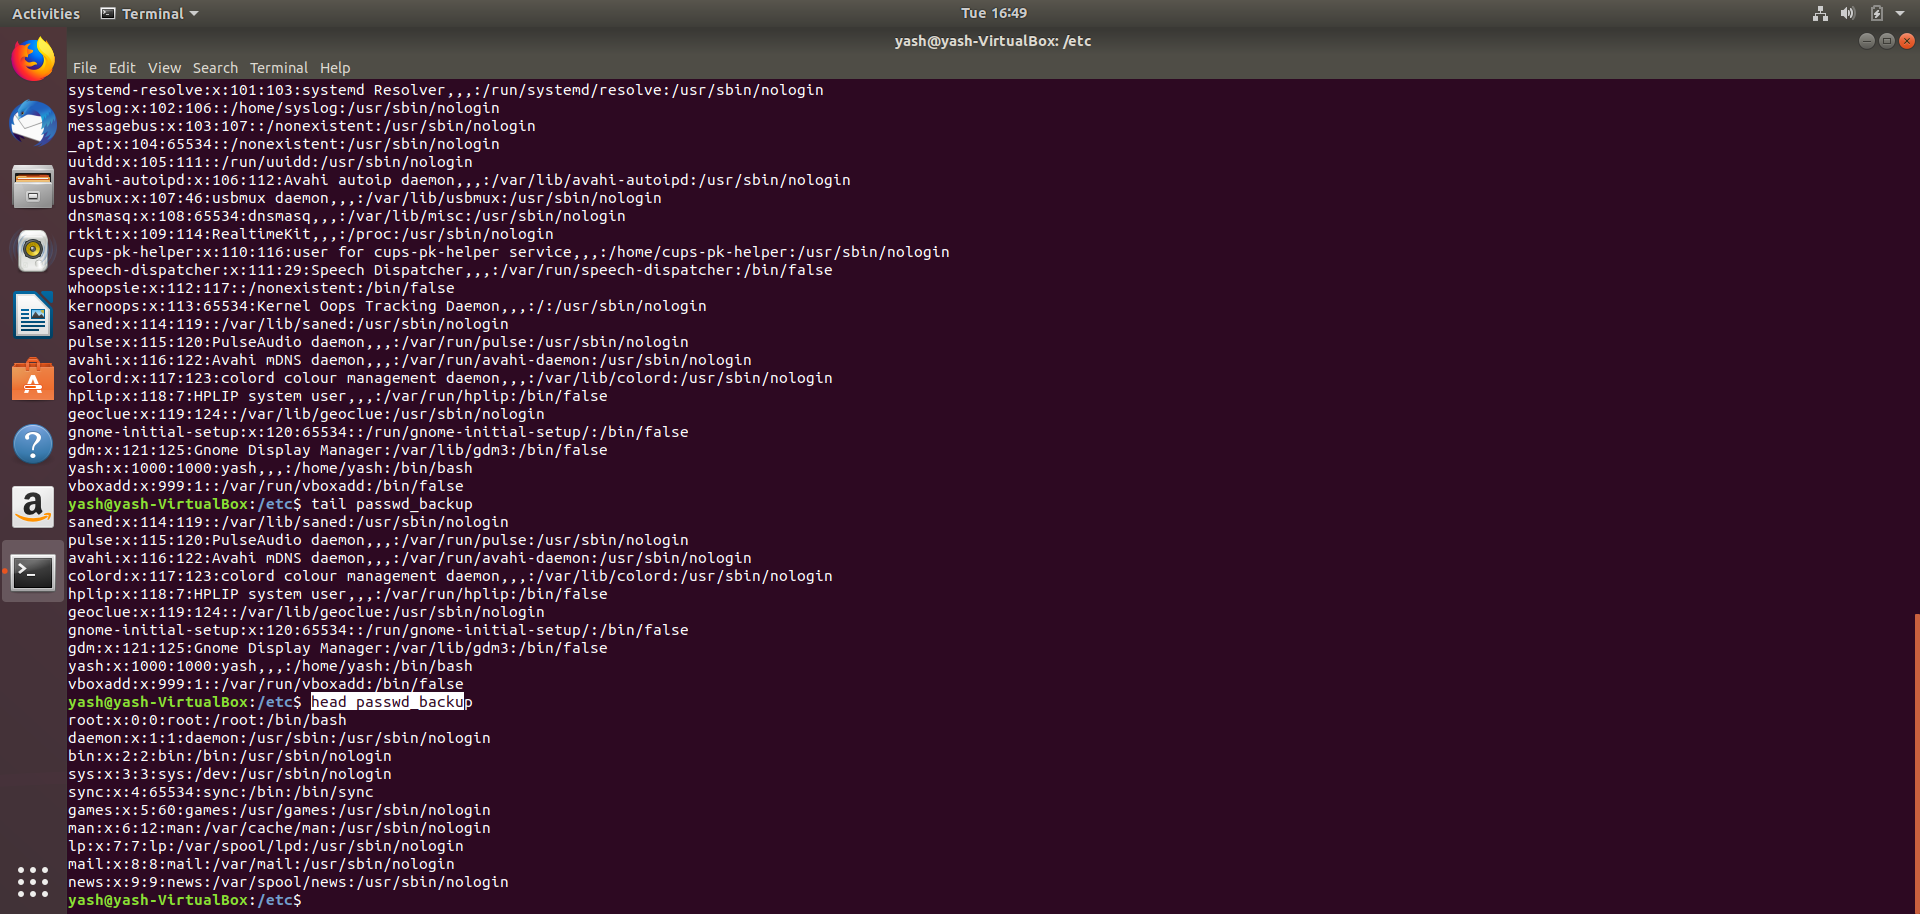 Activities Terminal Tue 16:49
yash@yash-VirtualBox: /etc
File Edit View Search Terminal Help
systemd-resolve:x:101:103:systemd Resolver,,,:/run/systemd/resolve:/usr/sbin/nologin
syslog:x:102:106::/home/syslog:/usr/sbin/nologin
messagebus:x:103:107::/nonexistent:/usr/sbin/nologin
_apt:x:104:65534::/nonexistent:/usr/sbin/nologin
uuidd:x:105:111::/run/uuidd:/usr/sbin/nologin
avahi-autoipd:x:106:112:Avahi autoip daemon,,,:/var/lib/avahi-autoipd:/usr/sbin/nologin
usbmux:x:107:46:usbmux daemon,,,:/var/lib/usbmux:/usr/sbin/nologin
dnsmasq:x:108:65534:dnsmasq,,,:/var/lib/misc:/usr/sbin/nologin
rtkit:x:109:114:RealtimeKit,,,:/proc:/usr/sbin/nologin
cups-pk-helper:x:110:116:user for cups-pk-helper service,,,:/home/cups-pk-helper:/usr/sbin/nologin
speech-dispatcher:x:111:29:Speech Dispatcher,,,:/var/run/speech-dispatcher:/bin/false
whoopsie:x:112:117::/nonexistent:/bin/false
kernoops:x:113:65534:Kernel Oops Tracking Daemon,,,:/:/usr/sbin/nologin
saned:x:114:119::/var/lib/saned:/usr/sbin/nologin
pulse:x:115:120:PulseAudio daemon,,,:/var/run/pulse:/usr/sbin/nologin
avahi:x:116:122:Avahi mDNS daemon,,,:/var/run/avahi-daemon:/usr/sbin/nologin
colord:x:117:123:colord colour management daemon,,,:/var/lib/colord:/usr/sbin/nologin
hplip:x:118:7:HPLIP system user,,,:/var/run/hplip:/bin/false
geoclue:x:119:124::/var/lib/geoclue:/usr/sbin/nologin
gnome-initial-setup:x:120:65534::/run/gnome-initial-setup/:/bin/false
gdm:x:121:125:Gnome Display Manager:/var/lib/gdm3:/bin/false
yash:x:1000:1000:yash,,,:/home/yash:/bin/bash
vboxadd:x:999:1::/var/run/vboxadd:/bin/false
yash@yash-VirtualBox:/etc$ tail passwd_backup
saned:x:114:119::/var/lib/saned:/usr/sbin/nologin
pulse:x:115:120:PulseAudio daemon,,,:/var/run/pulse:/usr/sbin/nologin
avahi:x:116:122:Avahi mDNS daemon,,,:/var/run/avahi-daemon:/usr/sbin/nologin
colord:x:117:123:colord colour management daemon,,,:/var/lib/colord:/usr/sbin/nologin
hplip:x:118:7:HPLIP system user,,,:/var/run/hplip:/bin/false
geoclue:x:119:124::/var/lib/geoclue:/usr/sbin/nologin
gnome-initial-setup:x:120:65534::/run/gnome-initial-setup/:/bin/false
gdm:x:121:125:Gnome Display Manager:/var/lib/gdm3:/bin/false
yash:x:1000:1000:yash,,,:/home/yash:/bin/bash
vboxadd:x:999:1::/var/run/vboxadd:/bin/false
yash@yash-VirtualBox:/etc$ head passwd_backup
root:x:0:0:root:/root:/bin/bash
daemon:x:1:1:daemon:/usr/sbin:/usr/sbin/nologin
bin:x:2:2:bin:/bin:/usr/sbin/nologin
sys:x:3:3:sys:/dev:/usr/sbin/nologin
sync:x:4:65534:sync:/bin:/bin/sync
games:x:5:60:games:/usr/games:/usr/sbin/nologin
man:x:6:12:man:/var/cache/man:/usr/sbin/nologin
lp:x:7:7:lp:/var/spool/lpd:/usr/sbin/nologin
mail:x:8:8:mail:/var/mail:/usr/sbin/nologin
news:x:9:9:news:/var/spool/news:/usr/sbin/nologin
yash@yash-VirtualBox:/etc$